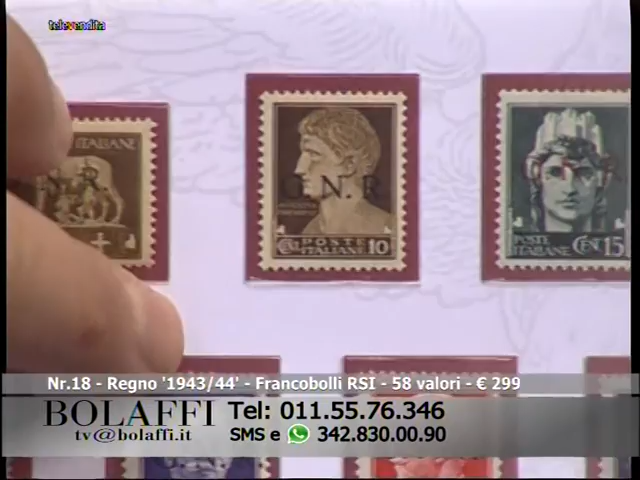 televendita
ITALIANE
G.N.R
POSTE
ITALIANE
CENT
10
POSTE
ITALIANE
CENT 15
Nr.18 - Regno '1943/44' - Francobolli RSI - 58 valori - € 299
BOLAFFI
tv@bolaffi.it
Tel: 011.55.76.346
SMS e 342.830.00.90